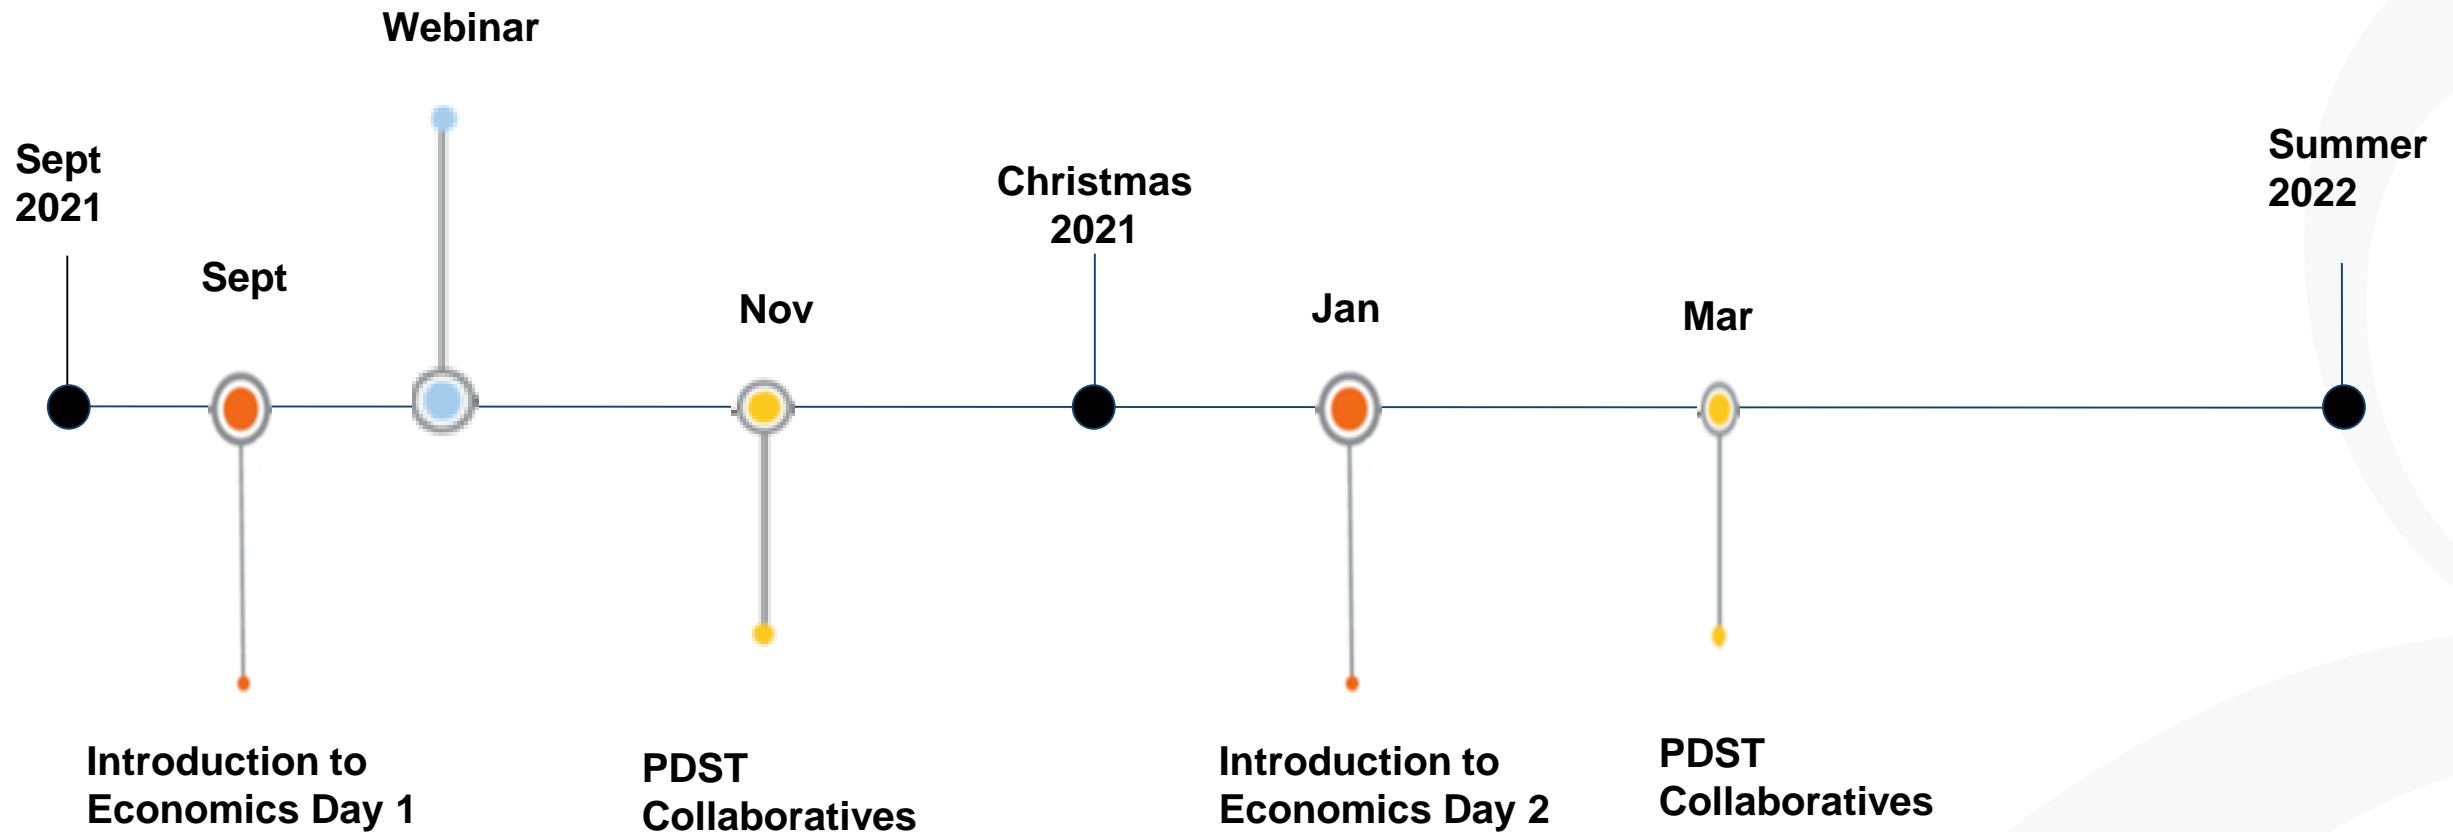 Webinar
Sept
2021
Sept
Nov
Christmas
2021
Jan
Mar
Summer
2022
Introduction to
Economics Day 1
PDST
Collaboratives
Introduction to
Economics Day 2
PDST
Collaboratives